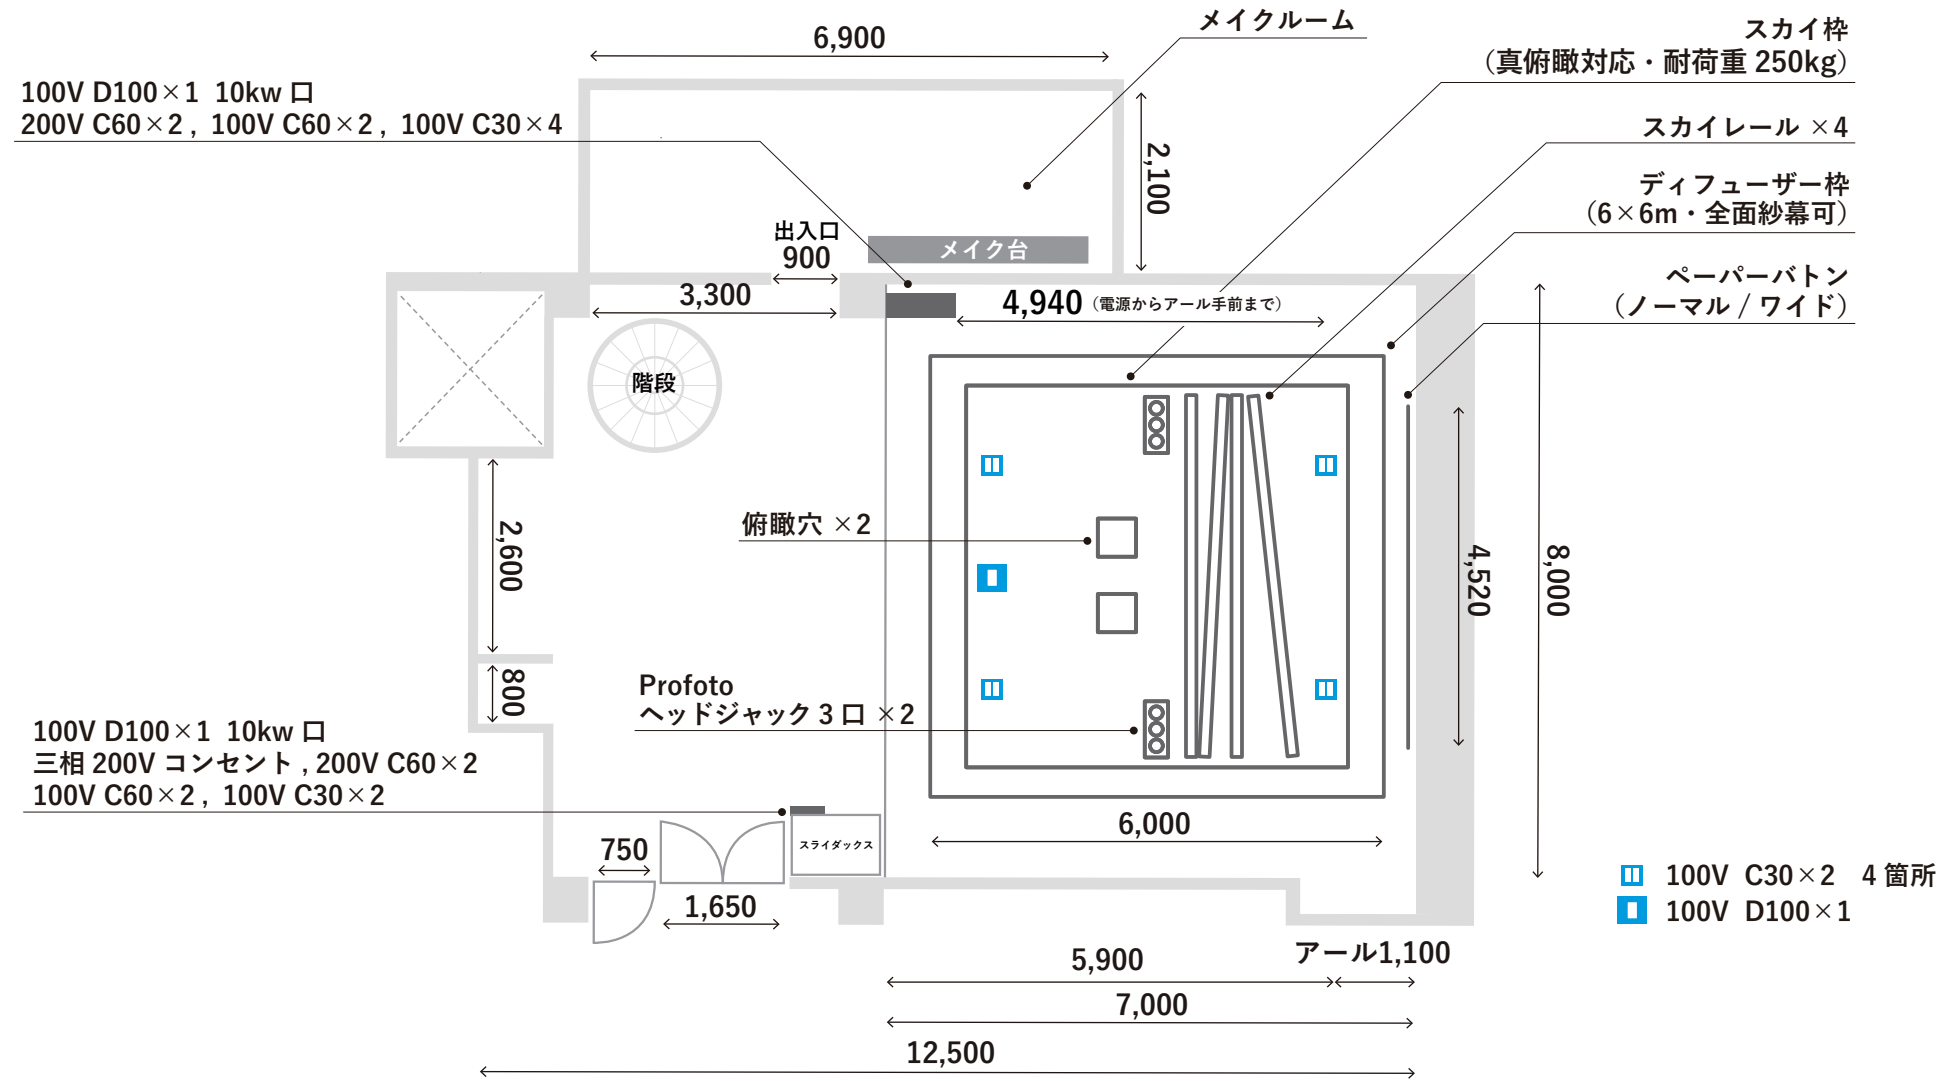 6,900
メイクルーム
スカイ枠
（真俯瞰対応・耐荷重 250kg）
100V D100×1 10kw 口
200V C60×2 , 100V C60×2 , 100V C30×4
スカイレール ×4
2,100
ディフューザー枠
（6×6m・全面紗幕可）
出入口
900
メイク台
ペーパーバトン
（ノーマル / ワイド）
3,300
4,940（電源からアール手前まで）
階段
俯瞰穴 ×2
2,600
4,520
8,000
800
Profoto
ヘッドジャック 3 口 ×2
100V D100×1 10kw 口
三相 200V コンセント , 200V C60×2
100V C60×2 , 100V C30×2
6,000
スライダックス
750
1,650
100V C30×2 4 箇所
100V D100×1
5,900
アール1,100
7,000
12,500